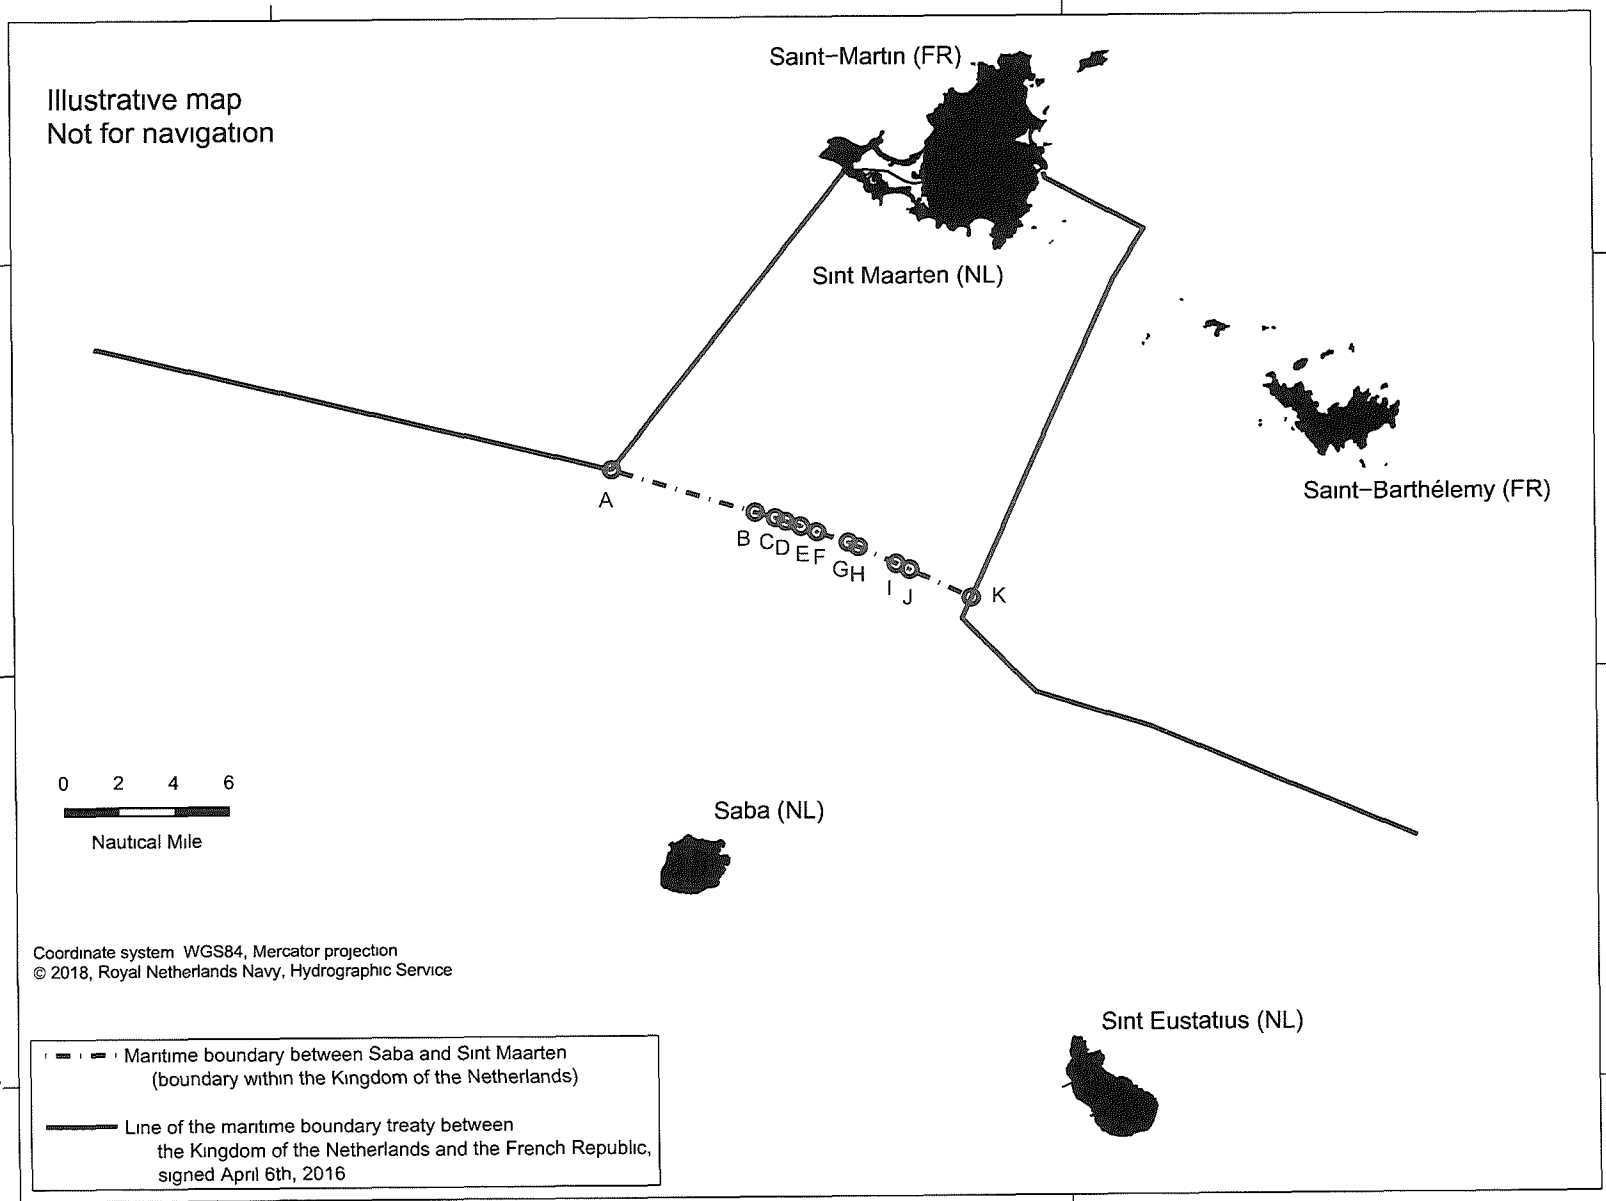 Saint-Martin (FR)
Illustrative map
Not for navigation
Sint Maarten (NL)
Saint-Barthélemy (FR)
A
B
C
D
E
F
G
H
I
J
K
0 2 4 6
Nautical Mile
Saba (NL)
Coordinate system WGS84, Mercator projection
© 2018, Royal Netherlands Navy, Hydrographic Service
Sint Eustatius (NL)
Maritime boundary between Saba and Sint Maarten
(boundary within the Kingdom of the Netherlands)
Line of the maritime boundary treaty between
the Kingdom of the Netherlands and the French Republic,
signed April 6th, 2016